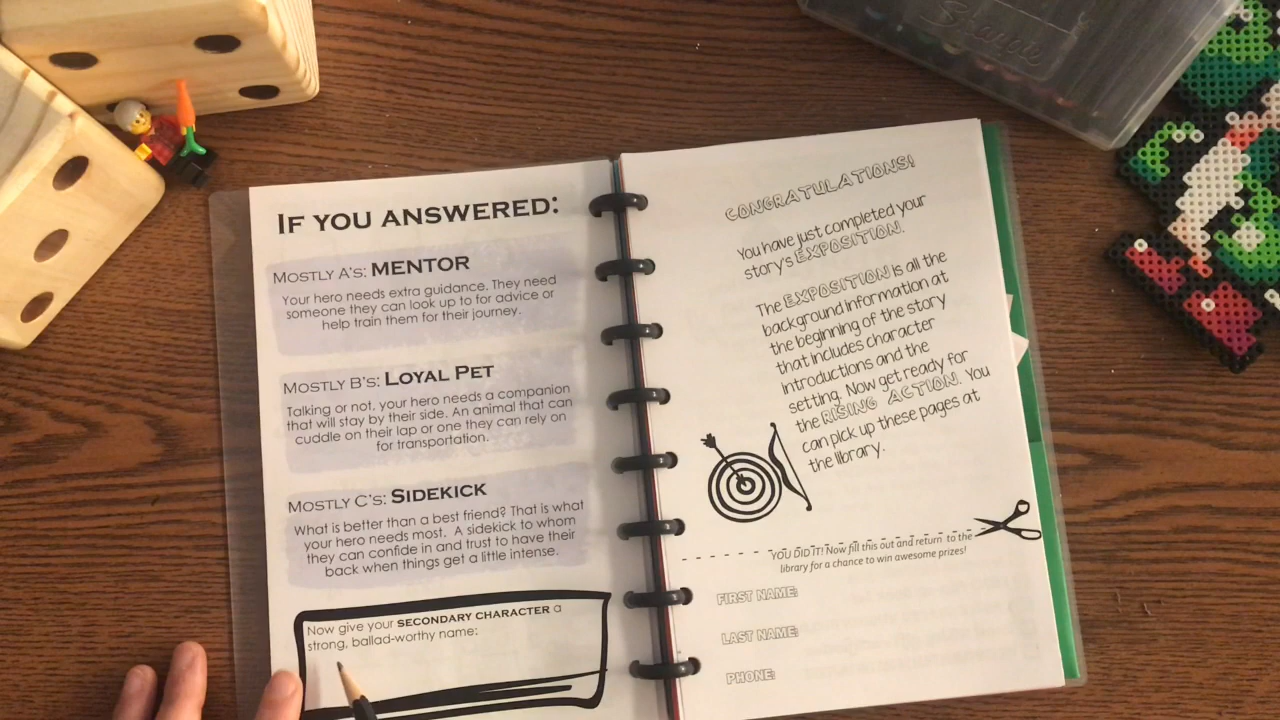 IF YOU ANSWERED:
MOSTLY A'S: MENTOR
Your hero needs extra guidance. They need
someone they can look up to for advice or
help train them for their journey.
MOSTLY B'S: LOYAL PET
Talking or not, your hero needs a companion
that will stay by their side. An animal that can
cuddle on their lap or one they can rely on
for transportation.
MOSTLY C'S: SIDEKICK
What is better than a best friend? That is what
your hero needs most. A sidekick to whom
they can confide in and trust to have their
back when things get a little intense.
Now give your SECONDARY CHARACTER a
strong, ballad-worthy name:
CONGRATULATIONS!
You have just completed your
story's EXPOSITION.
The EXPOSITION is all the
background information at
the beginning of the story
that includes character
introductions and the
setting. Now get ready for
the RISING ACTION. You
can pick up these pages at
the library.
YOU DID IT! Now fill this out and return to the
library for a chance to win awesome prizes!
FIRST NAME:
LAST NAME:
PHONE:
Sharpie